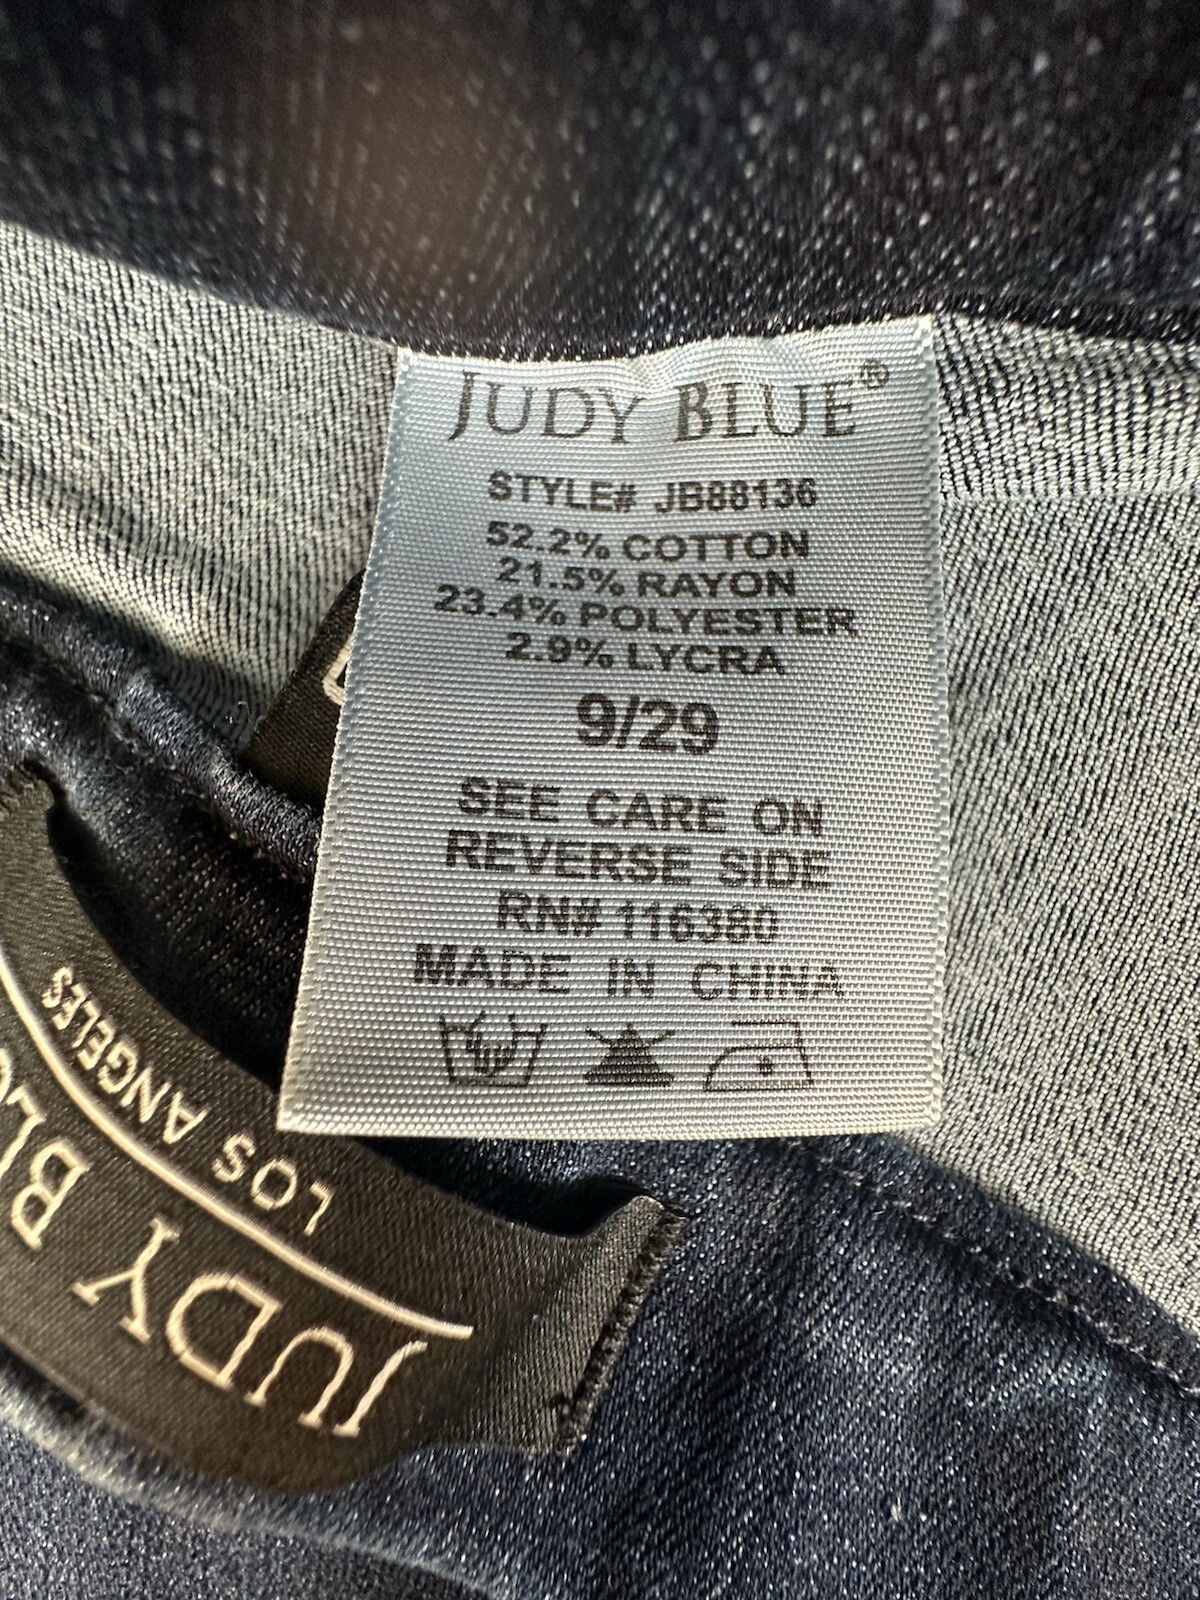 JUDY BLUE®
STYLE# JB88136
52.2% COTTON
21.5% RAYON
23.4% POLYESTER
2.9% LYCRA
9/29
SEE CARE ON
REVERSE SIDE
RN# 116380
MADE IN CHINA
JUDY BLU
LOS ANGELES